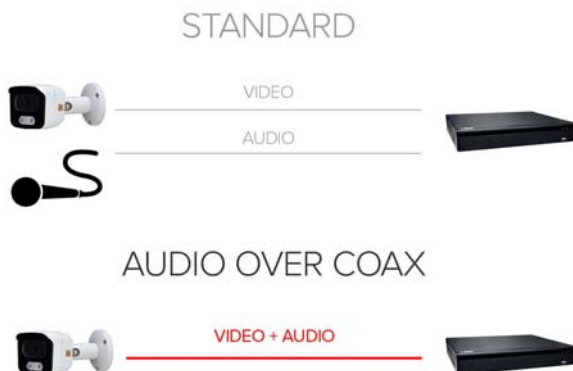 STANDARD
VIDEO
AUDIO
AUDIO OVER COAX
VIDEO + AUDIO